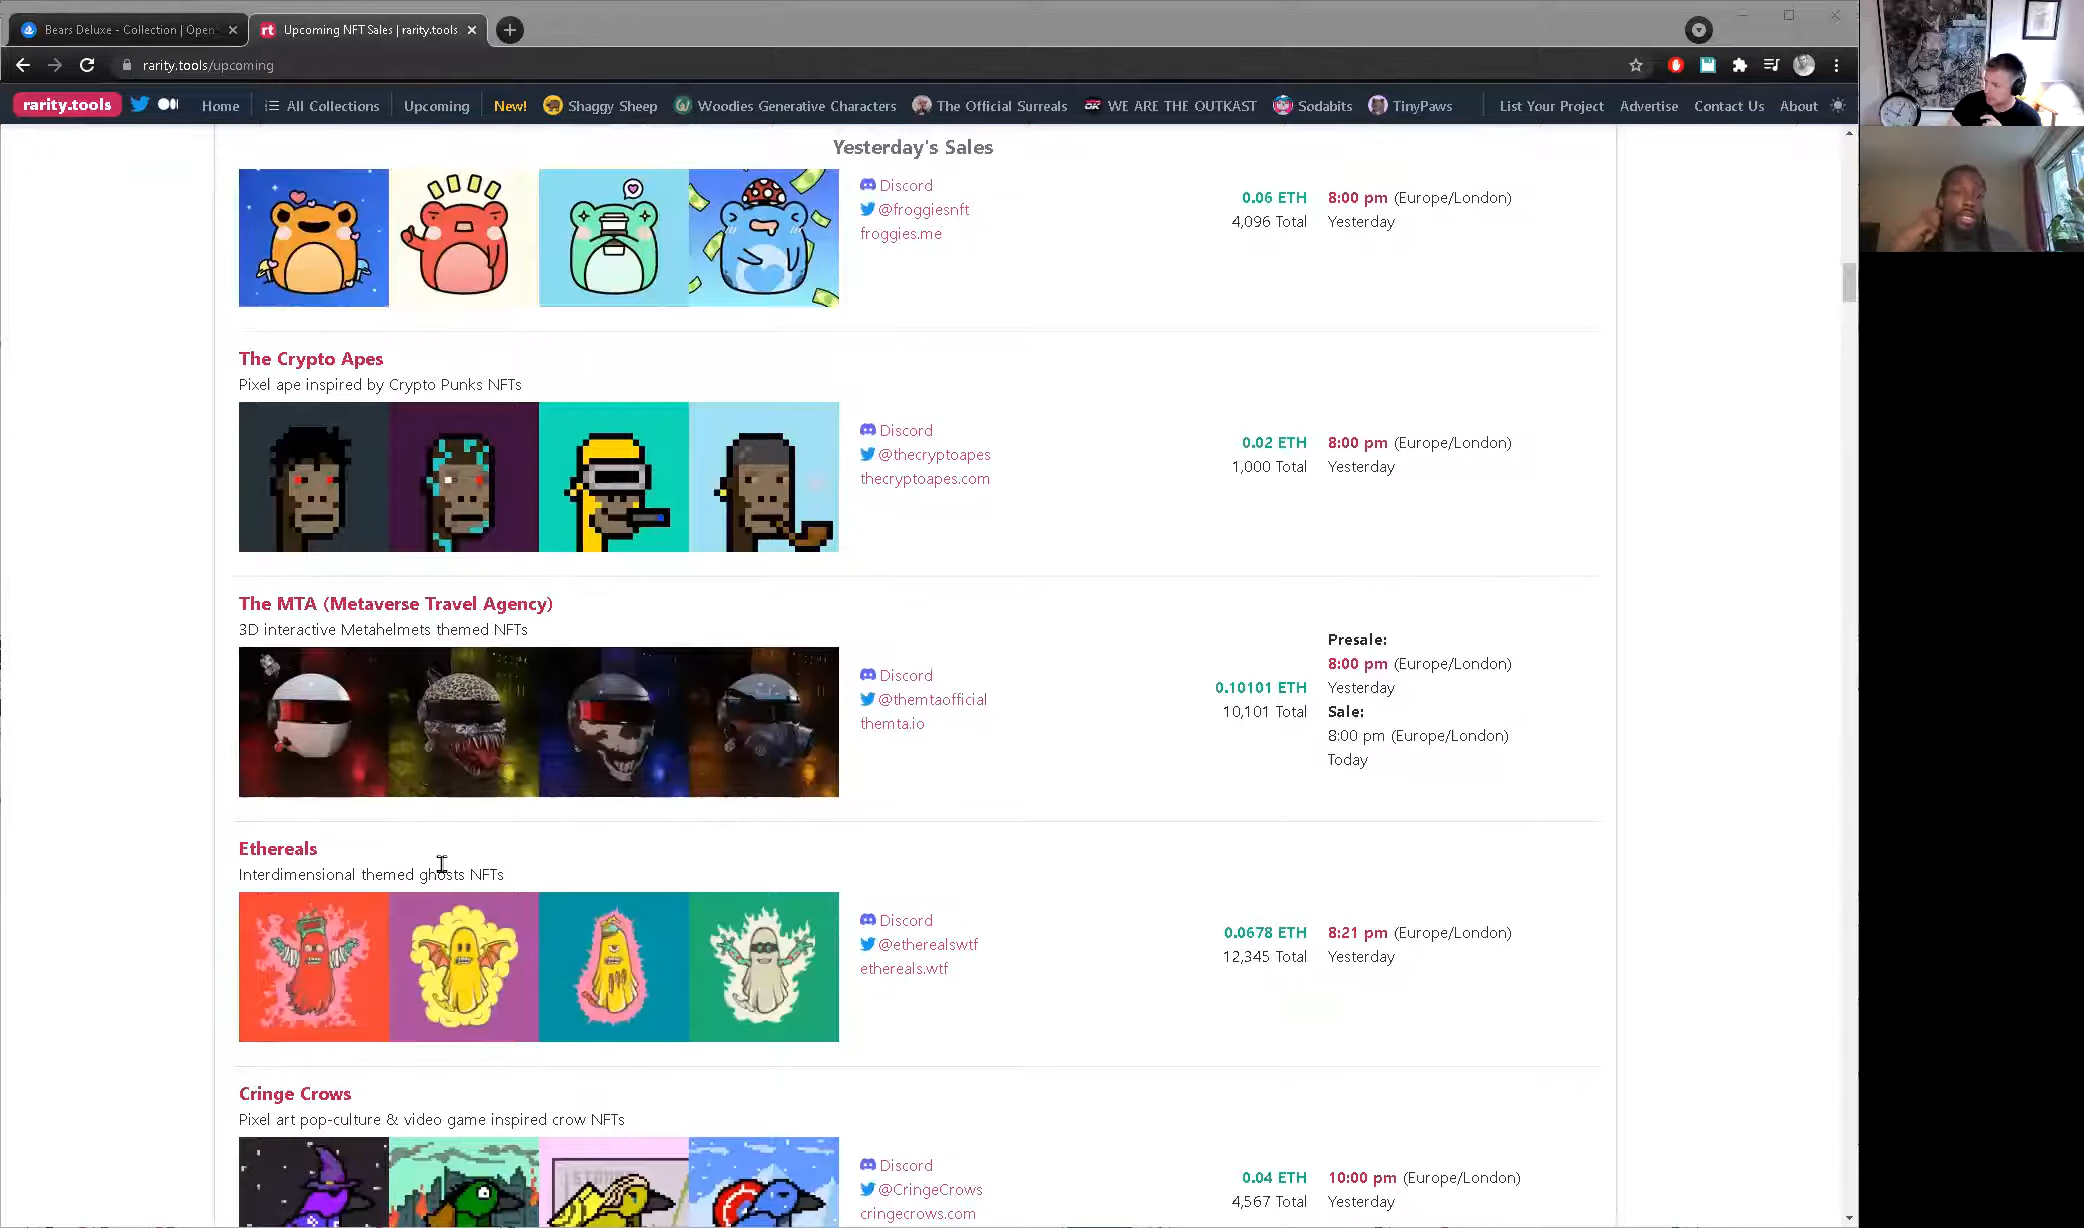 Bears Deluxe - Collection | Open
Upcoming NFT Sales | rarity.tools
rarity.tools/upcoming
rarity.tools Home All Collections Upcoming New! Shaggy Sheep Woodies Generative Characters The Official Surreals WE ARE THE OUTKAST Sodabits TinyPaws List Your Project Advertise Contact Us About
Yesterday's Sales
Discord
@froggiesnft
froggies.me
0.06 ETH
4,096 Total
8:00 pm (Europe/London)
Yesterday
The Crypto Apes
Pixel ape inspired by Crypto Punks NFTs
Discord
@thecryptoapes
thecryptoapes.com
0.02 ETH
1,000 Total
8:00 pm (Europe/London)
Yesterday
The MTA (Metaverse Travel Agency)
3D interactive Metahelmets themed NFTs
Discord
@themtaofficial
themta.io
0.10101 ETH
10,101 Total
Presale:
8:00 pm (Europe/London)
Yesterday
Sale:
8:00 pm (Europe/London)
Today
Ethereals
Interdimensional themed ghosts NFTs
Discord
@etherealswtf
ethereals.wtf
0.0678 ETH
12,345 Total
8:21 pm (Europe/London)
Yesterday
Cringe Crows
Pixel art pop-culture & video game inspired crow NFTs
Discord
@CringeCrows
cringecrows.com
0.04 ETH
4,567 Total
10:00 pm (Europe/London)
Yesterday